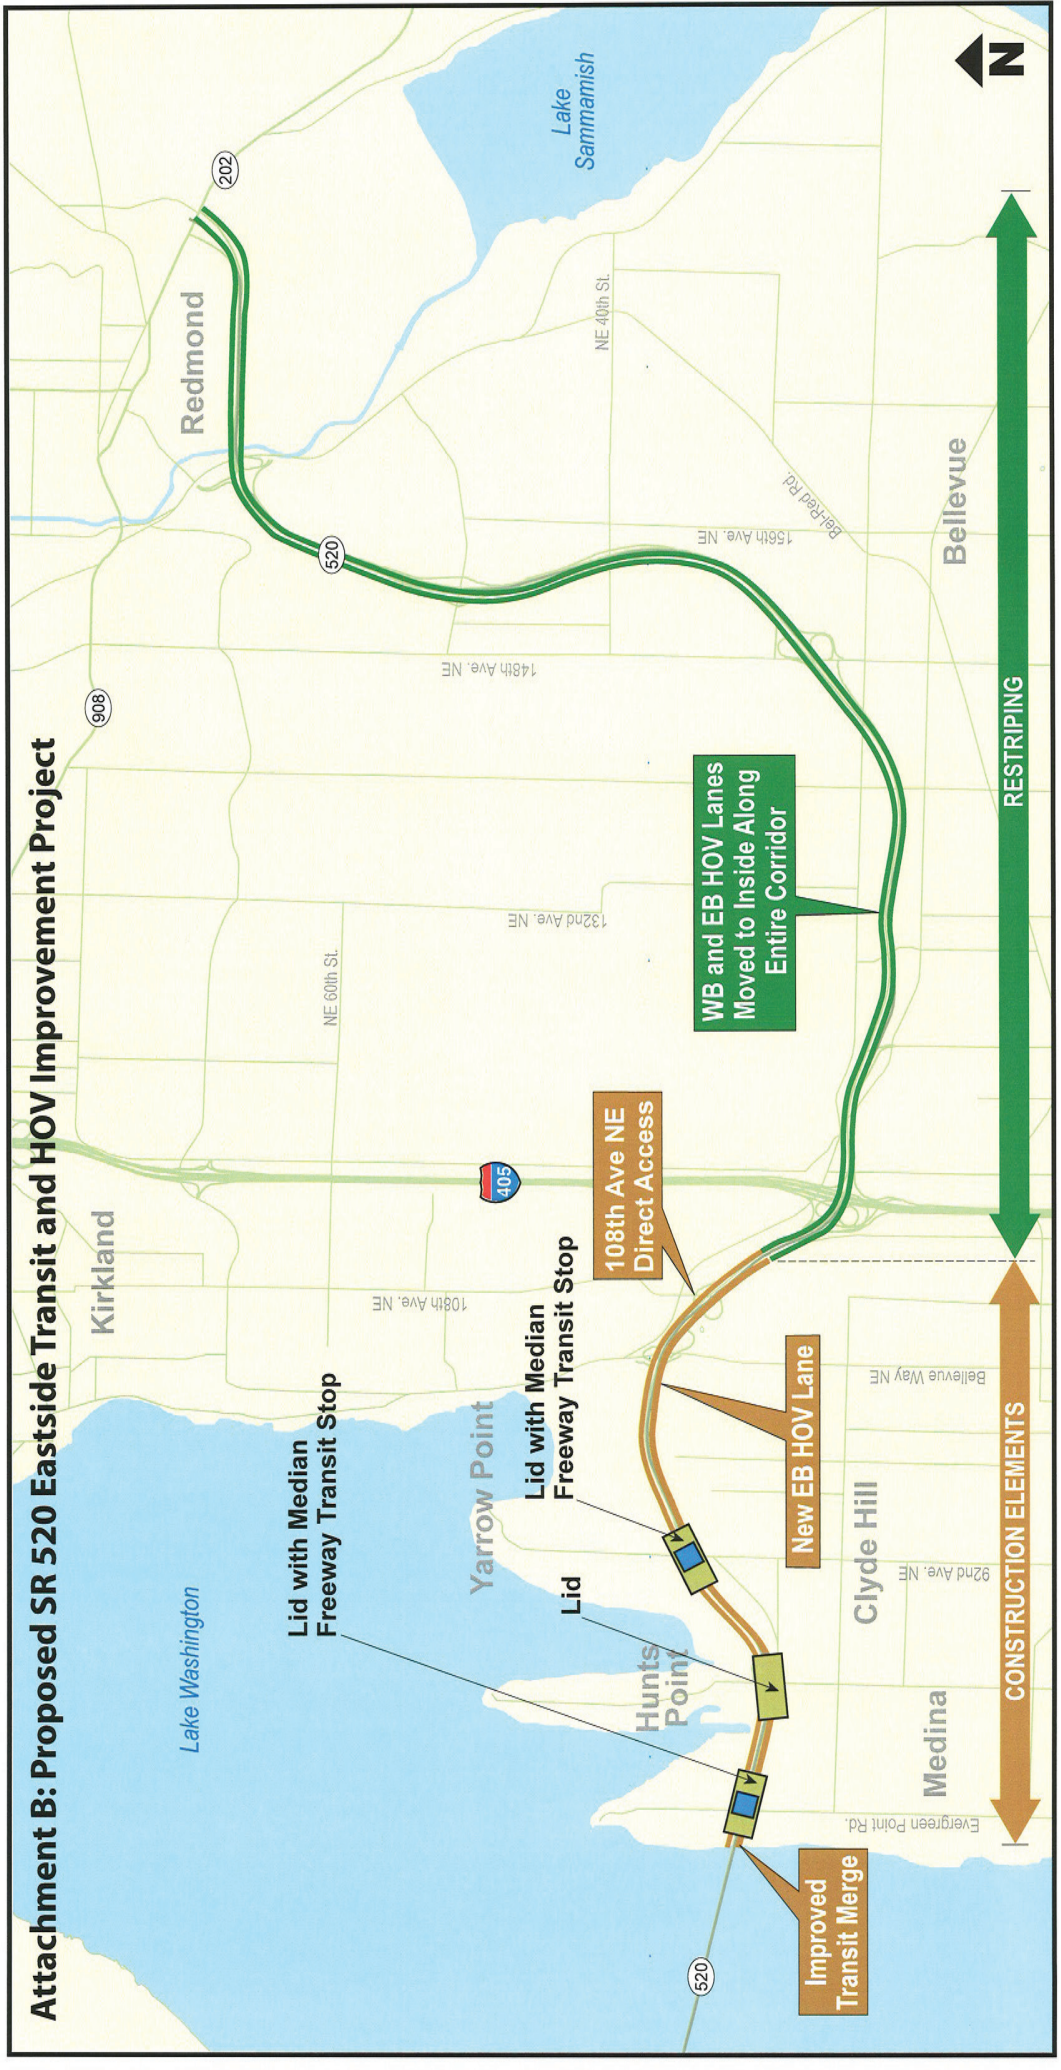 Attachment B: Proposed SR 520 Eastside Transit and HOV Improvement Project
908
202
Kirkland
Redmond
Lake Washington
Lid with Median
Freeway Transit Stop
NE 60th St.
520
108th Ave. NE
405
148th Ave. NE
132nd Ave. NE
Yarrow Point
Lid with Median
Freeway Transit Stop
Lid
108th Ave NE
Direct Access
NE 40th St.
Lake
Sammamish
Hunts
Point
WB and EB HOV Lanes
Moved to Inside Along
Entire Corridor
156th Ave. NE
Bel-Red Rd.
520
New EB HOV Lane
Improved
Transit Merge
Clyde Hill
Evergreen Point Rd.
92nd Ave. NE
Bellevue Way NE
Medina
Bellevue
CONSTRUCTION ELEMENTS
RESTRIPING
N